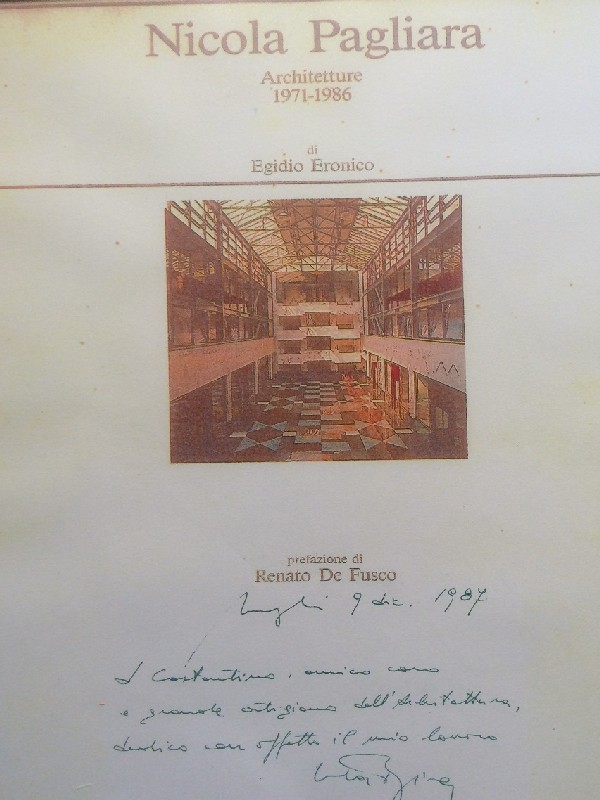 Nicola Pagliara
Architetture
1971-1986
di
Egidio Eronico
prefazione di
Renato De Fusco
9 dic. 1987
A Costantino, amico caro
e grande artigiano dell'architettura,
dedico con affetto il mio lavoro